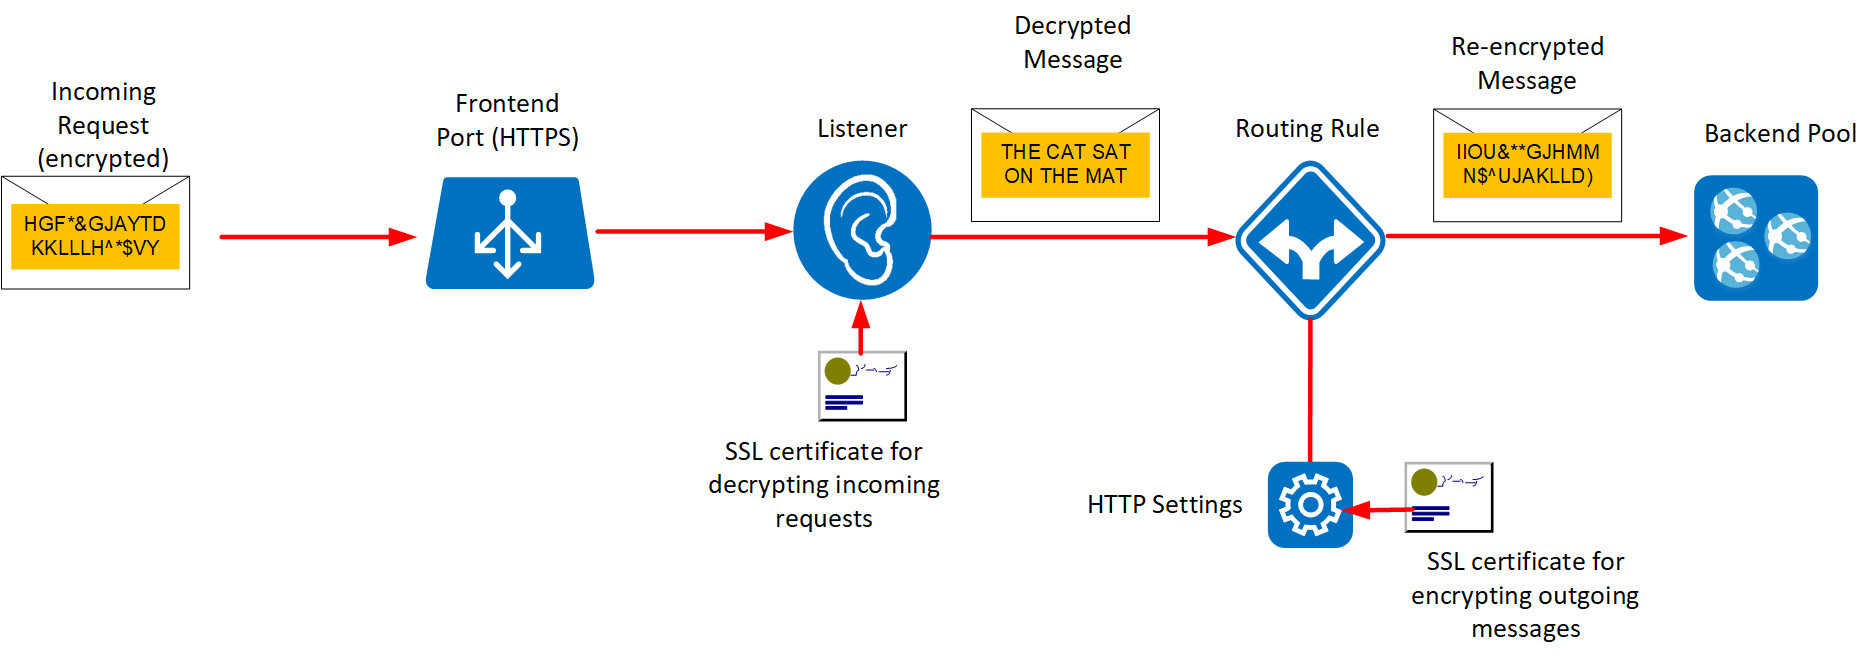 Incoming
Request
(encrypted)
HGF*&GJAYTD
KKLLLH^*$VY
Frontend
Port (HTTPS)
Listener
SSL certificate for
decrypting incoming
requests
Decrypted
Message
THE CAT SAT
ON THE MAT
Routing Rule
HTTP Settings
SSL certificate for
encrypting outgoing
messages
Re-encrypted
Message
IIOU&**GJHMM
N$^UJAKLLD)
Backend Pool